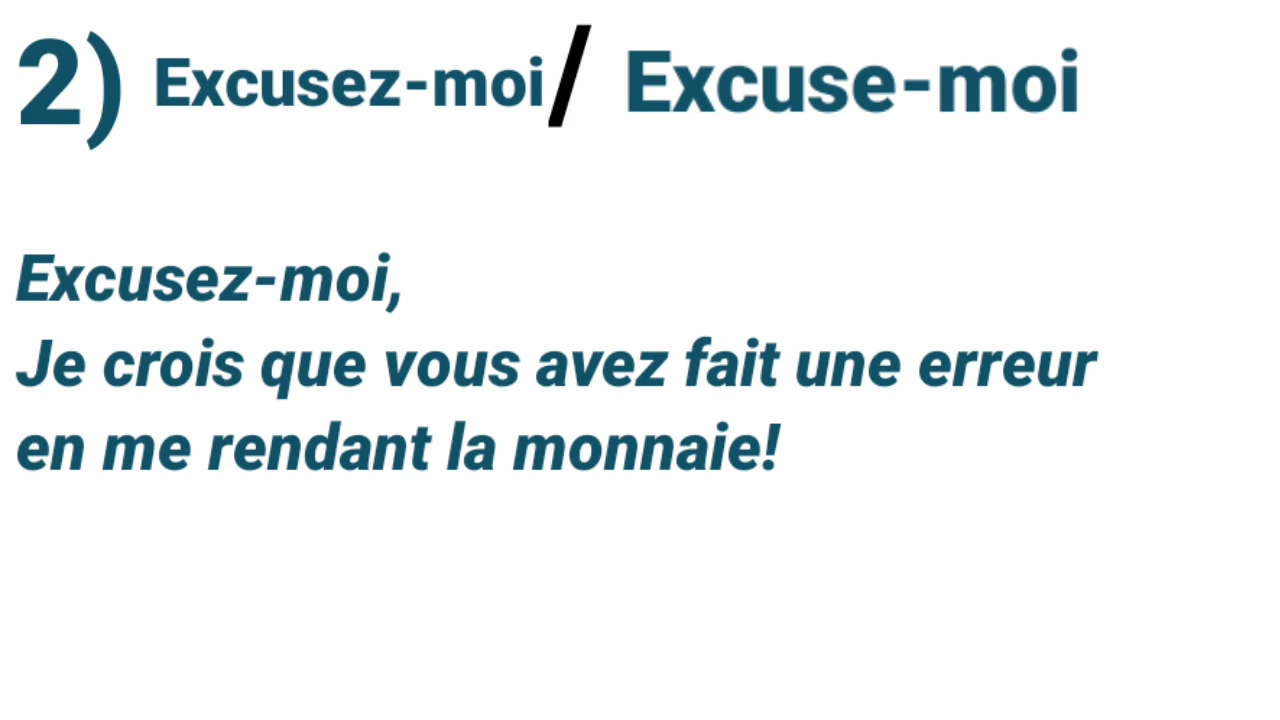 2) Excusez-moi/ Excuse-moi
Excusez-moi,
Je crois que vous avez fait une erreur
en me rendant la monnaie!